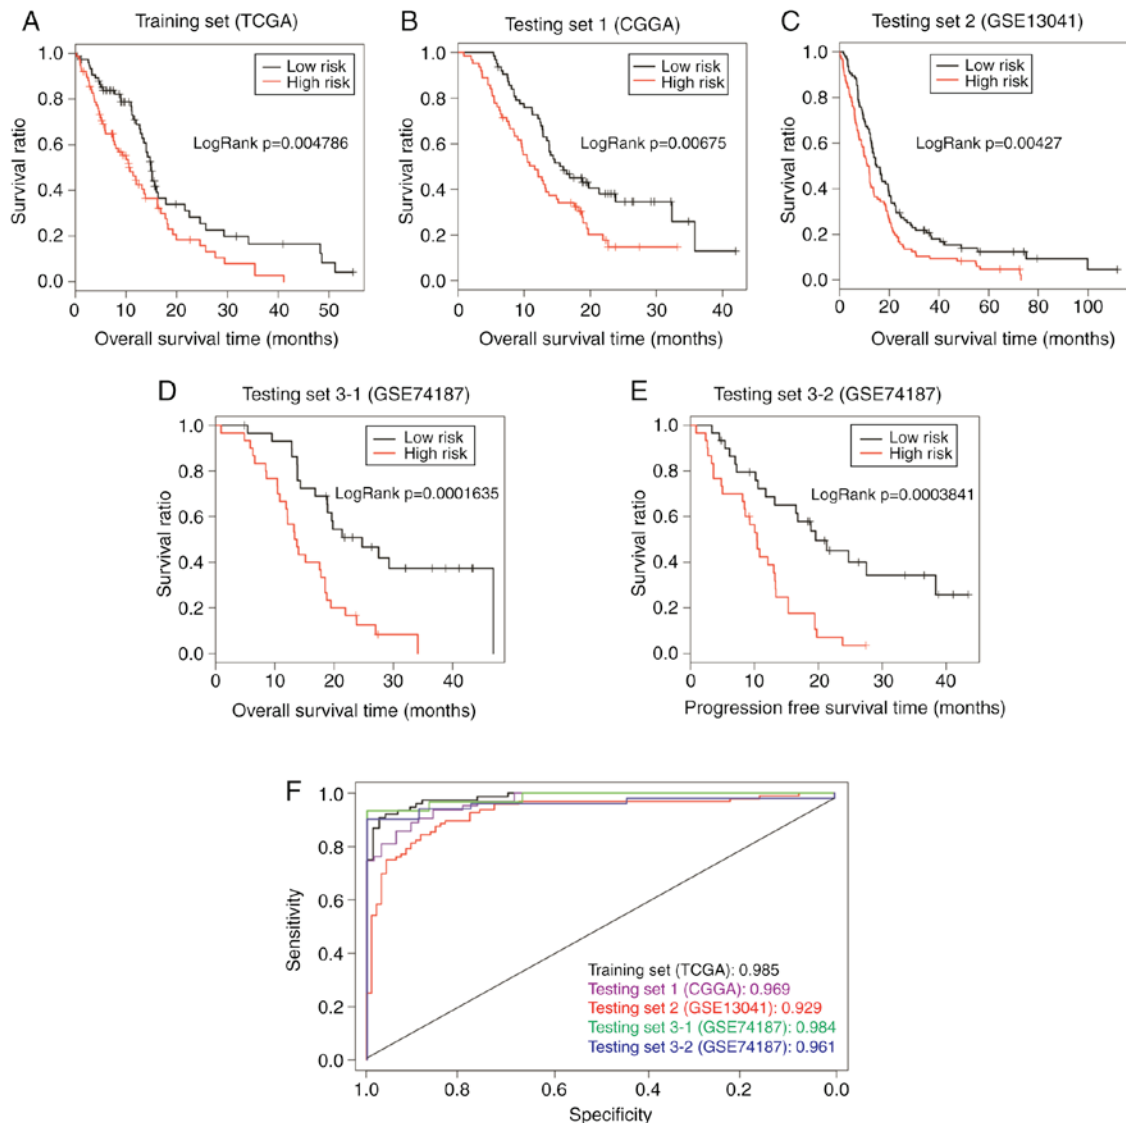 A
Training set (TCGA)
1.0
0.8
0.6
0.4
0.2
0.0
Survival ratio
Low risk
High risk
LogRank p=0.004786
0 10 20 30 40 50
Overall survival time (months)
B
Testing set 1 (CGGA)
1.0
0.8
0.6
0.4
0.2
0.0
Survival ratio
Low risk
High risk
LogRank p=0.00675
0 10 20 30 40
Overall survival time (months)
C
Testing set 2 (GSE13041)
1.0
0.8
0.6
0.4
0.2
0.0
Survival ratio
Low risk
High risk
LogRank p=0.00427
0 20 40 60 80 100
Overall survival time (months)
D
Testing set 3-1 (GSE74187)
1.0
0.8
0.6
0.4
0.2
0.0
Survival ratio
Low risk
High risk
LogRank p=0.0001635
0 10 20 30 40
Overall survival time (months)
E
Testing set 3-2 (GSE74187)
1.0
0.8
0.6
0.4
0.2
0.0
Survival ratio
Low risk
High risk
LogRank p=0.0003841
0 10 20 30 40
Progression free survival time (months)
F
1.0
0.8
0.6
0.4
0.2
0.0
Sensitivity
Training set (TCGA): 0.985
Testing set 1 (CGGA): 0.969
Testing set 2 (GSE13041): 0.929
Testing set 3-1 (GSE74187): 0.984
Testing set 3-2 (GSE74187): 0.961
1.0 0.8 0.6 0.4 0.2 0.0
Specificity